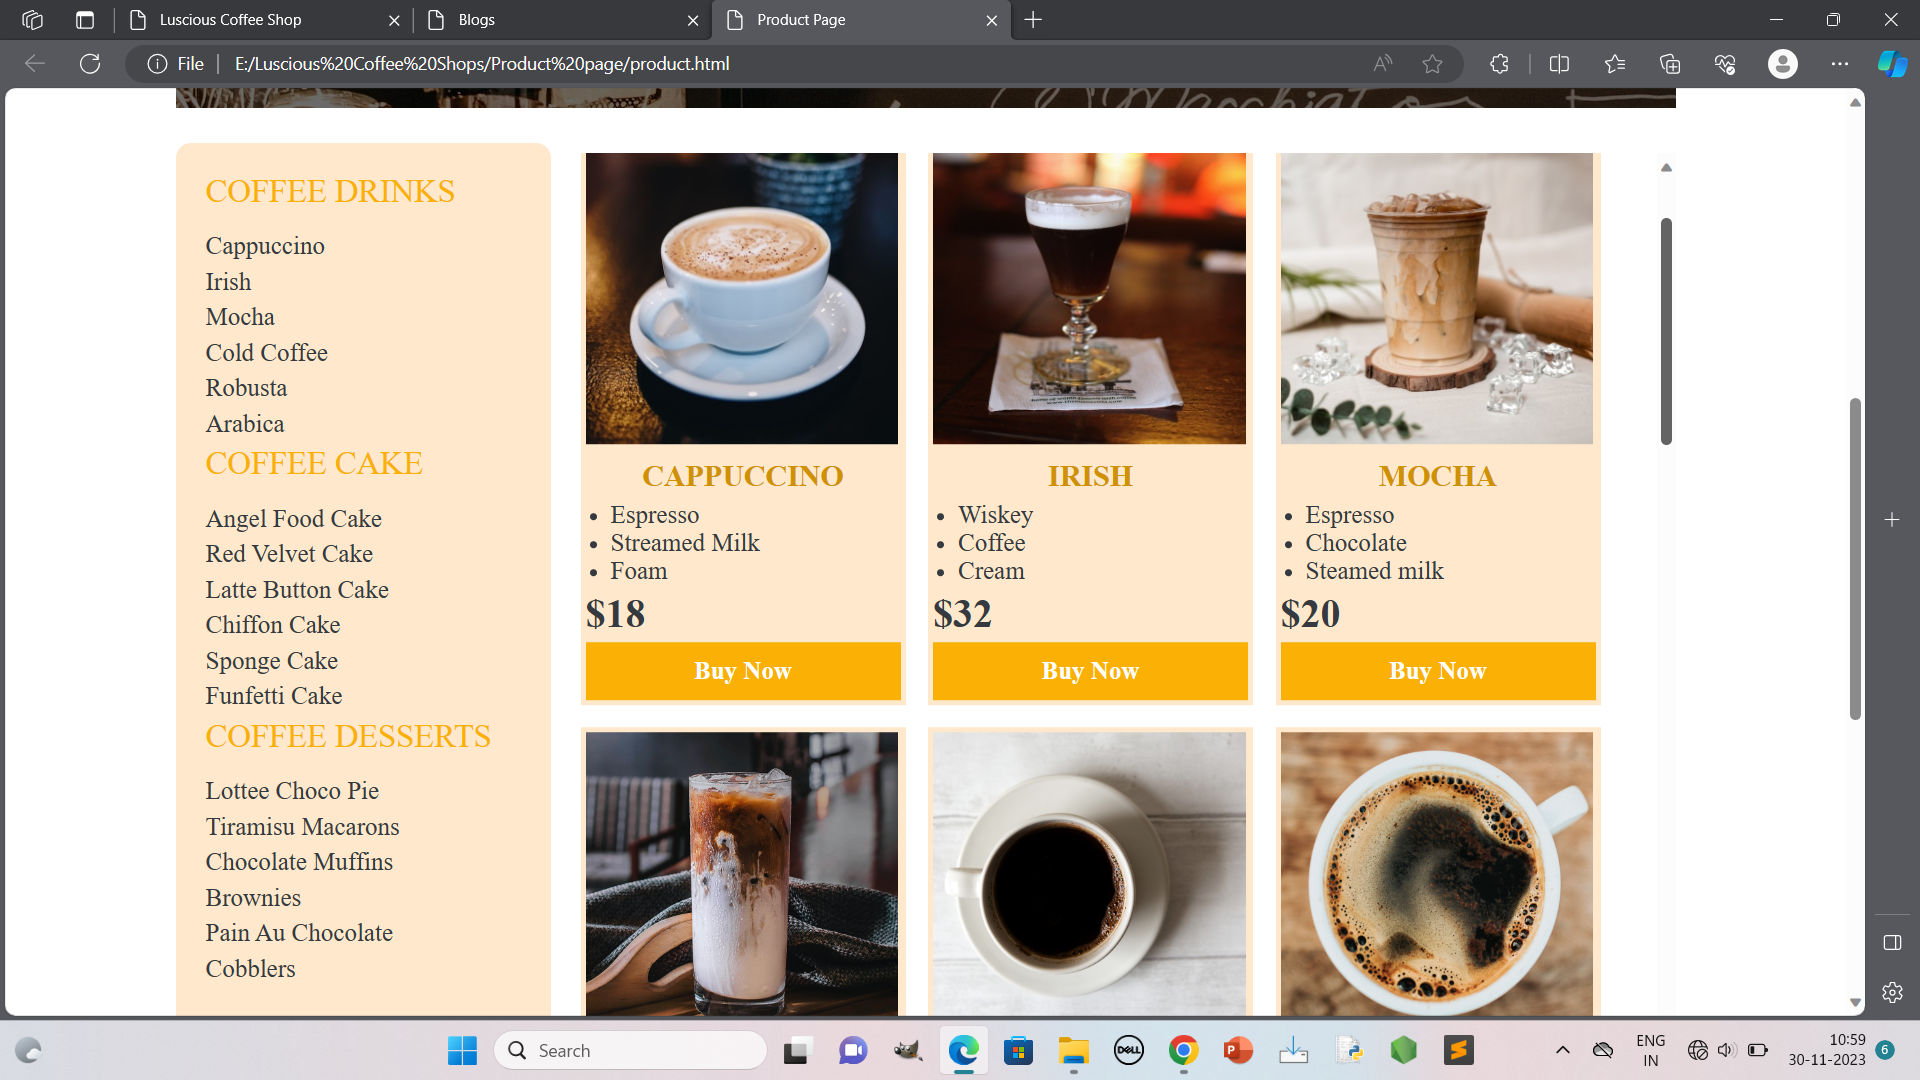 Luscious Coffee Shop
Blogs
Product Page
File
E:/Luscious%20Coffee%20Shops/Product%20page/product.html
COFFEE DRINKS
Cappuccino
Irish
Mocha
Cold Coffee
Robusta
Arabica
COFFEE CAKE
Angel Food Cake
Red Velvet Cake
Latte Button Cake
Chiffon Cake
Sponge Cake
Funfetti Cake
COFFEE DESSERTS
Lottee Choco Pie
Tiramisu Macarons
Chocolate Muffins
Brownies
Pain Au Chocolate
Cobblers
CAPPUCCINO
Espresso
Streamed Milk
Foam
$18
Buy Now
IRISH
Wiskey
Coffee
Cream
$32
Buy Now
MOCHA
Espresso
Chocolate
Steamed milk
$20
Buy Now
Search
DELL
ENG
IN
10:59
30-11-2023
6